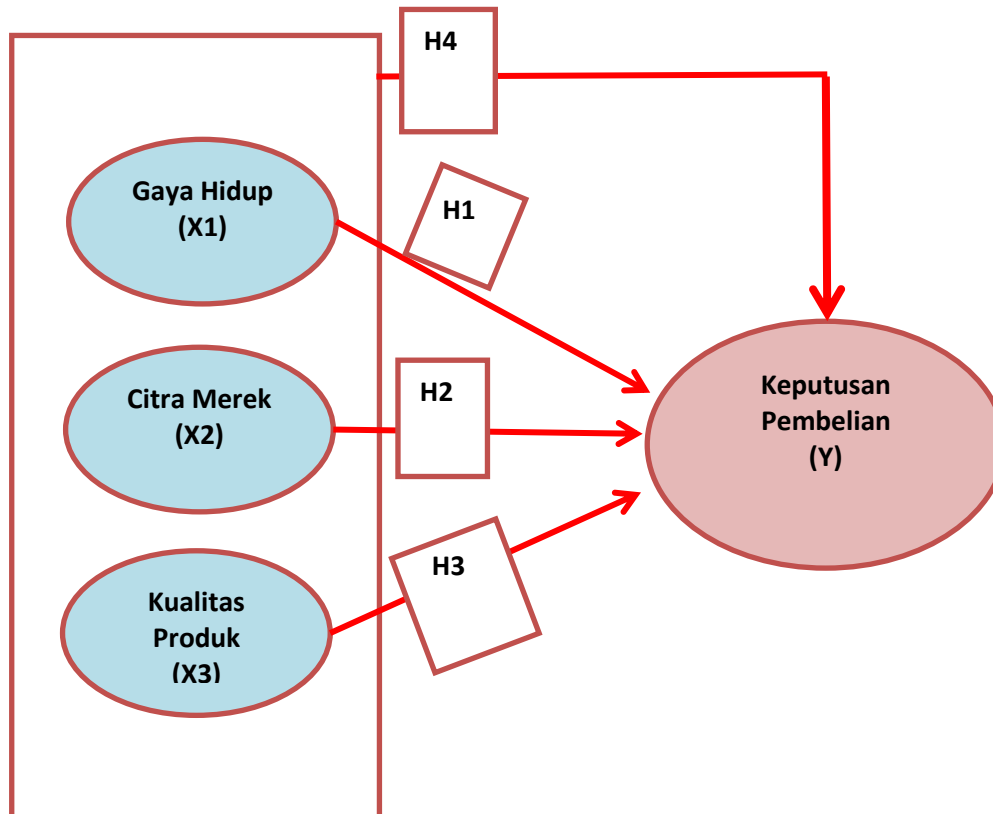 H4
Gaya Hidup
(X1)
H1
Citra Merek
(X2)
H2
Keputusan
Pembelian
(Y)
Kualitas
Produk
(X3)
H3